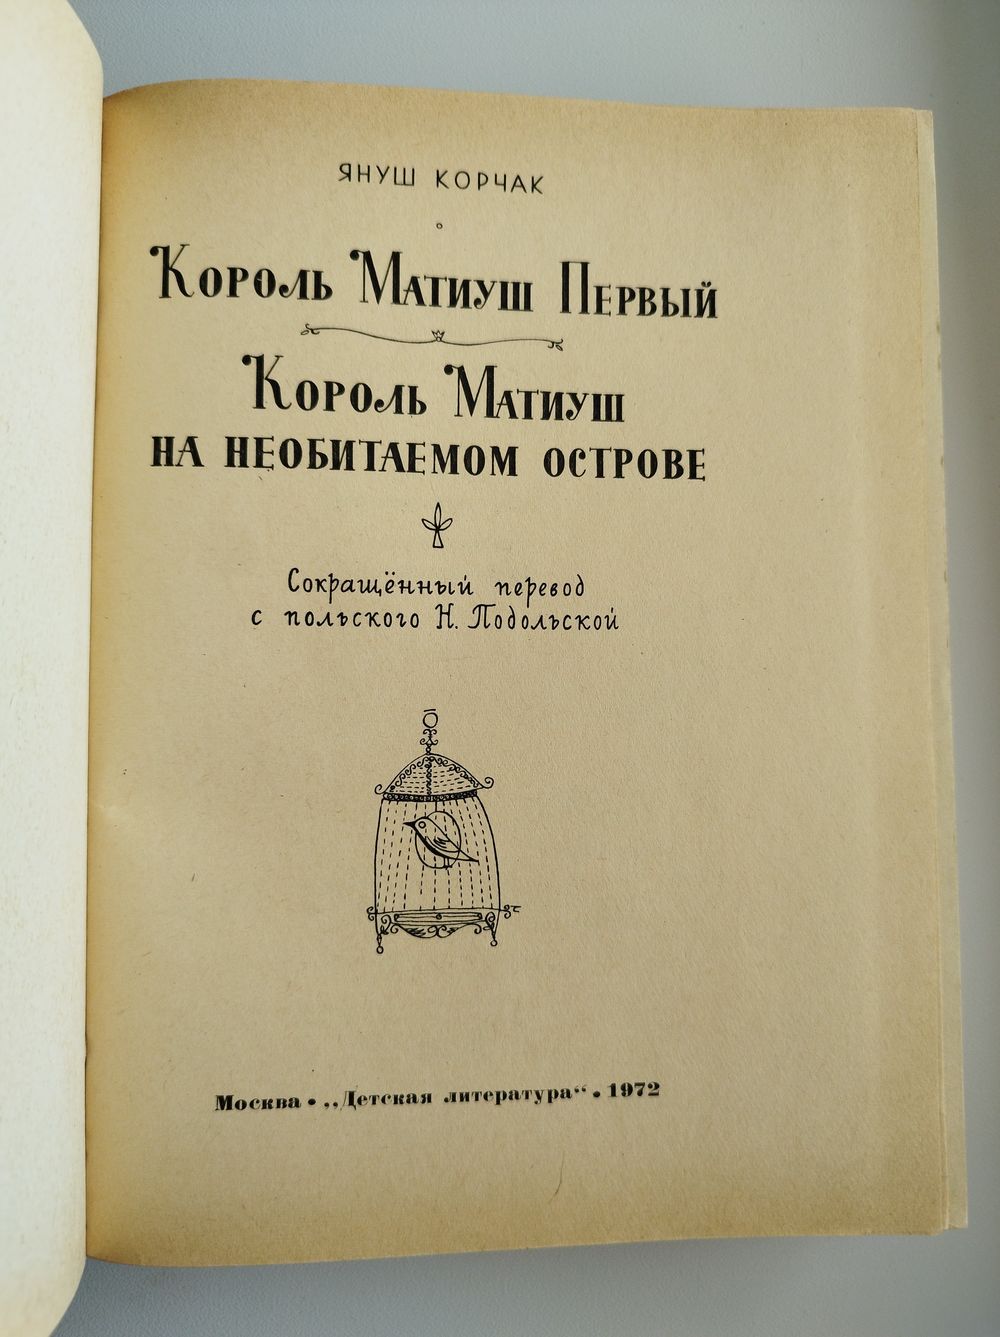 ЯНУШ КОРЧАК
Король Матиуш Первый
Король Матиуш
на необитаемом острове
Сокращённый перевод
с польского Н. Подольской
Москва • „Детская литература“ • 1972